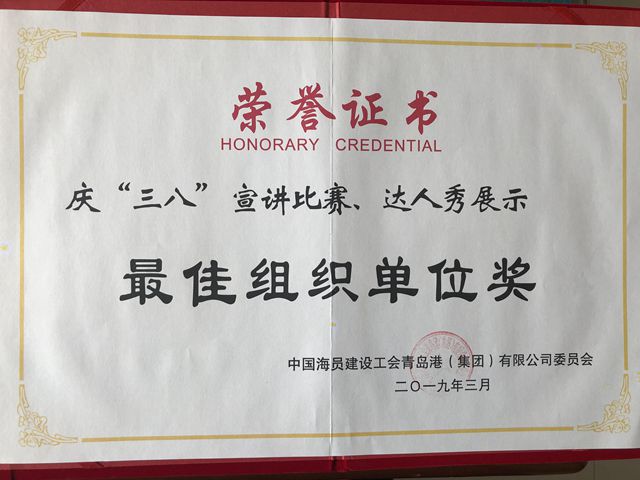 荣誉证书
HONORARY CREDENTIAL
庆“三八”宣讲比赛、达人秀展示
最佳组织单位奖
中国海员建设工会青岛港（集团）有限公司委员会
二〇一九年三月